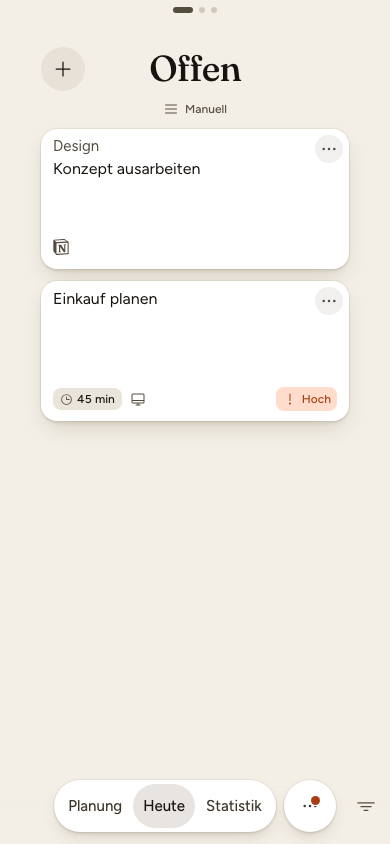 Offen
Manuell
Design
Konzept ausarbeiten
N
Einkauf planen
45 min
! Hoch
Planung
Heute
Statistik